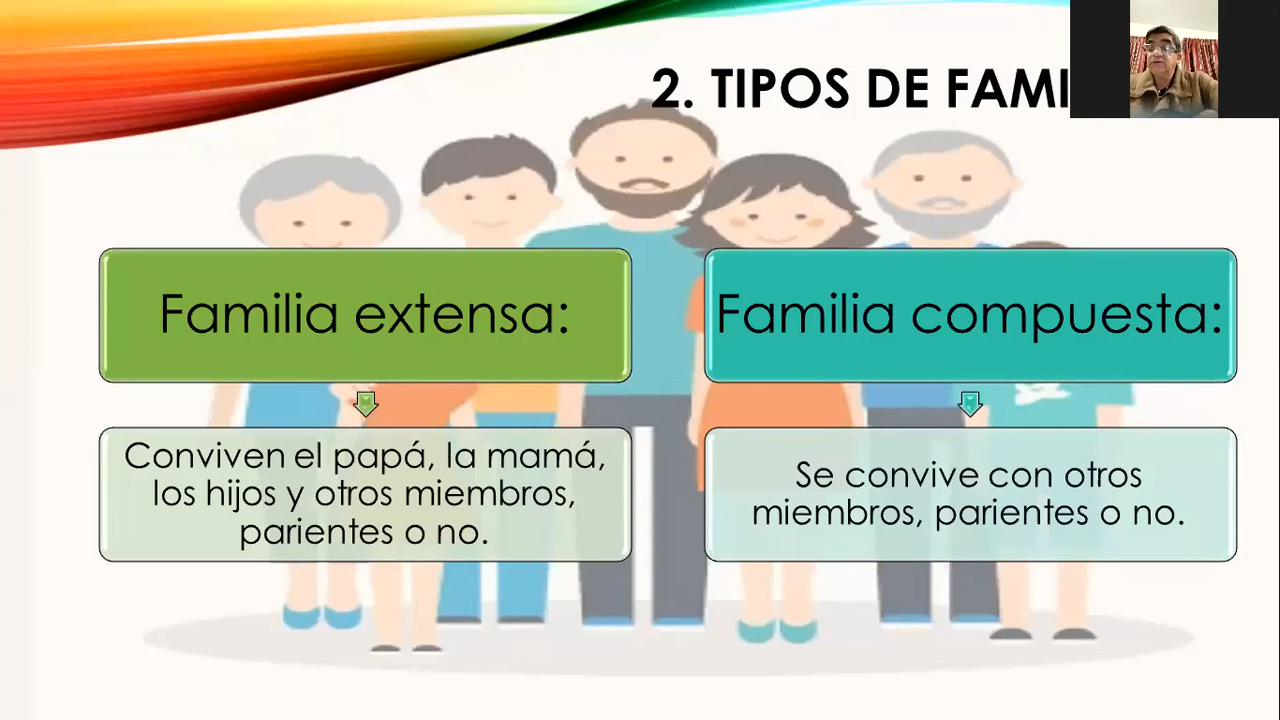 2. TIPOS DE FAMI
Familia extensa:
Conviven el papá, la mamá,
los hijos y otros miembros,
parientes o no.
Familia compuesta:
Se convive con otros
miembros, parientes o no.